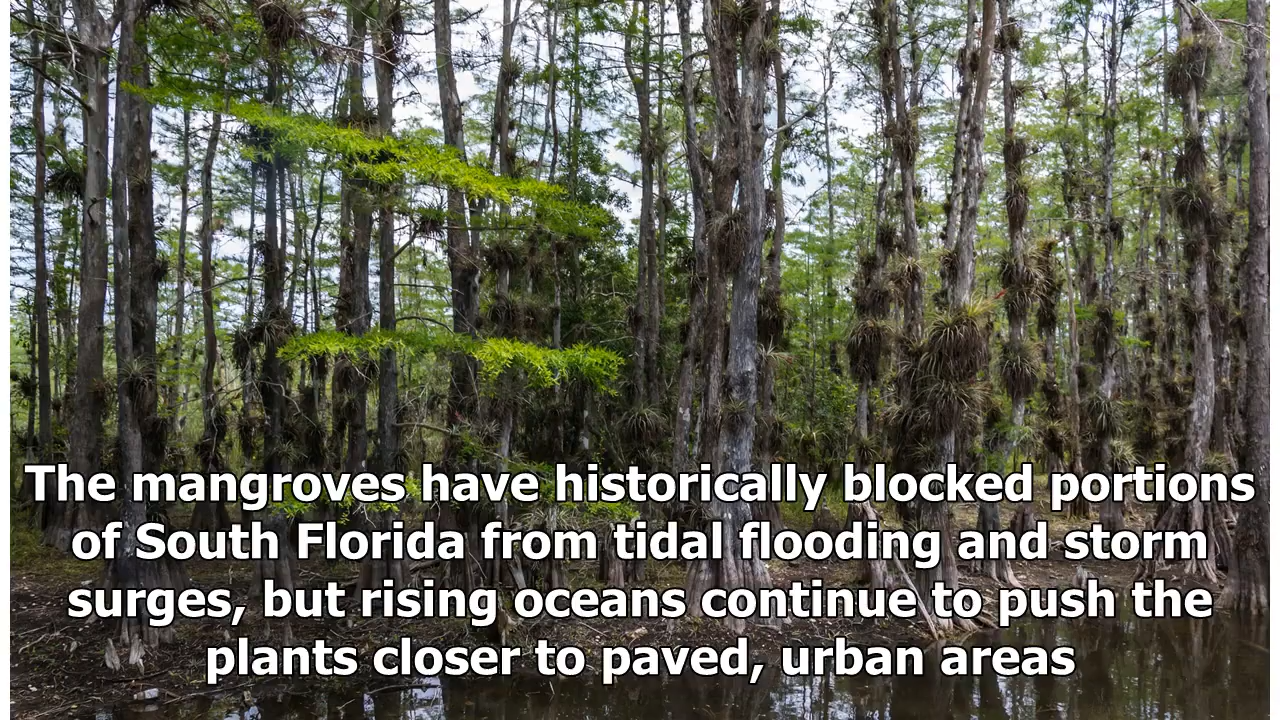 The mangroves have historically blocked portions
of South Florida from tidal flooding and storm
surges, but rising oceans continue to push the
plants closer to paved, urban areas